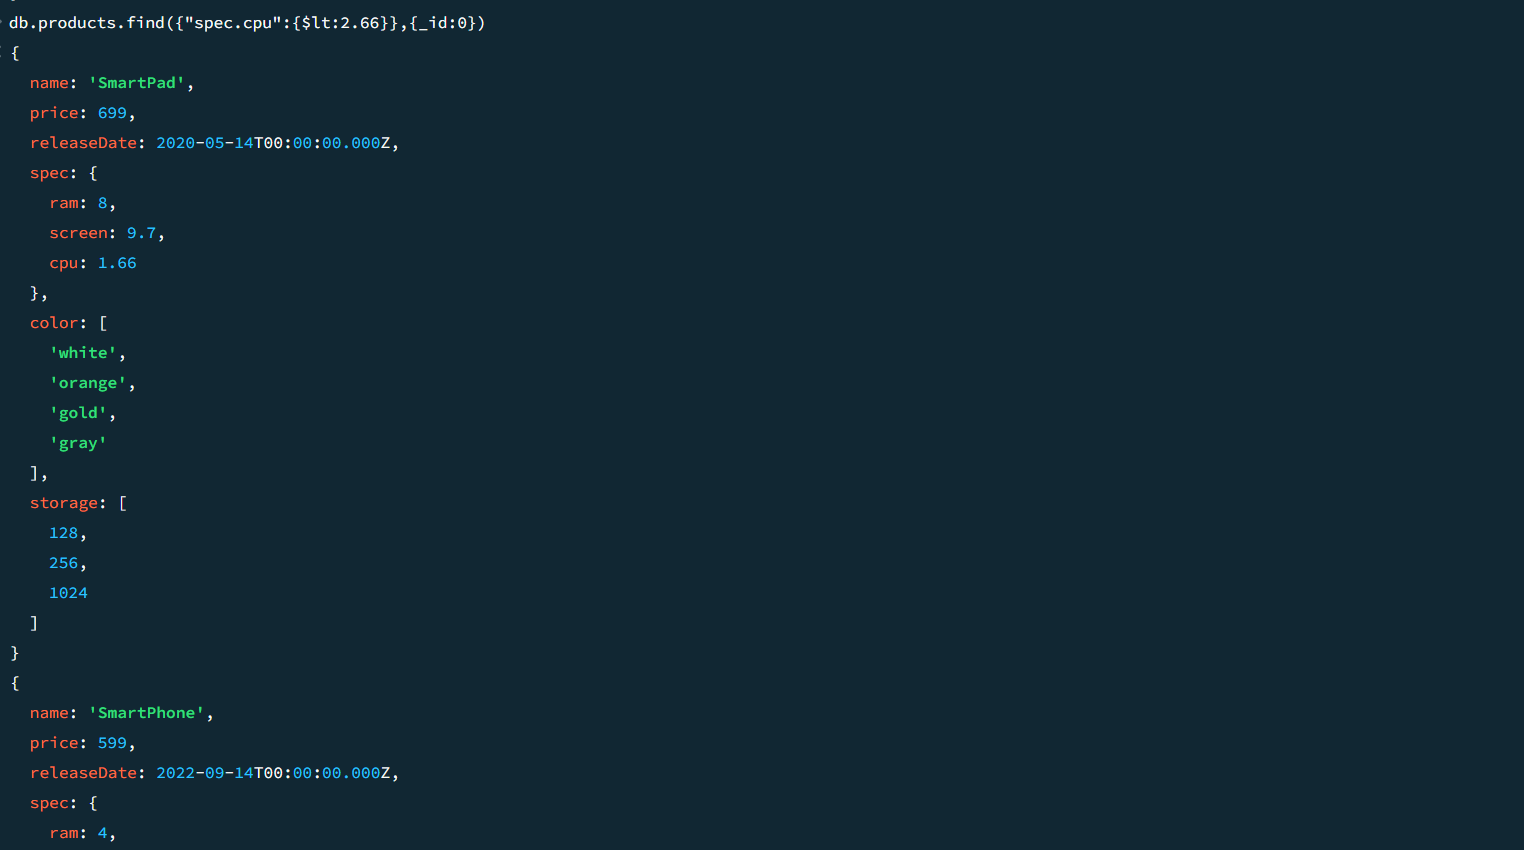 db.products.find({"spec.cpu":{$lt:2.66}},{_id:0})
{
  name: 'SmartPad',
  price: 699,
  releaseDate: 2020-05-14T00:00:00.000Z,
  spec: {
    ram: 8,
    screen: 9.7,
    cpu: 1.66
  },
  color: [
    'white',
    'orange',
    'gold',
    'gray'
  ],
  storage: [
    128,
    256,
    1024
  ]
}
{
  name: 'SmartPhone',
  price: 599,
  releaseDate: 2022-09-14T00:00:00.000Z,
  spec: {
    ram: 4,